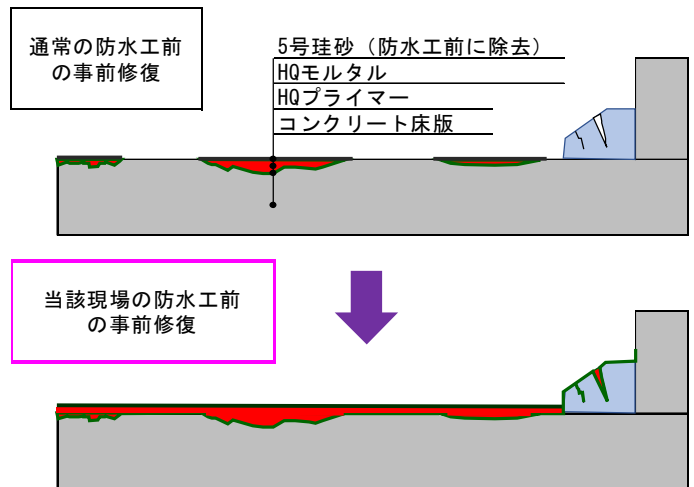 通常の防水工前
の事前修復
5号珪砂（防水工前に除去）
HQモルタル
HQプライマー
コンクリート床版
当該現場の防水工前
の事前修復